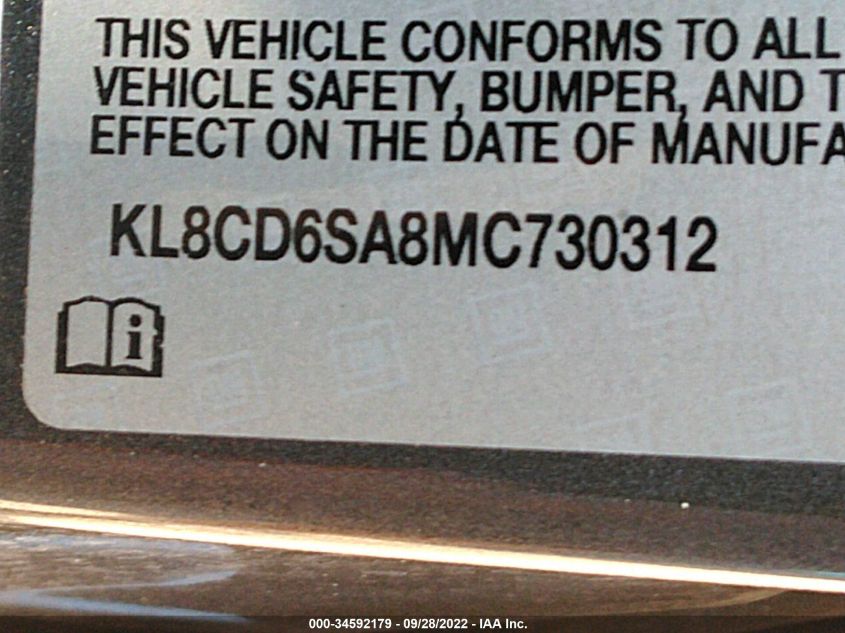 THIS VEHICLE CONFORMS TO ALL
VEHICLE SAFETY, BUMPER, AND T
EFFECT ON THE DATE OF MANUFA
KL8CD6SA8MC730312
i
000-34592179 - 09/28/2022 - IAA Inc.